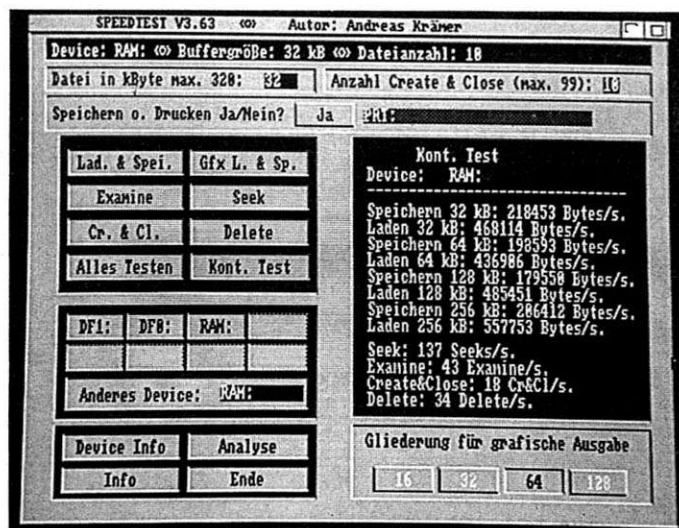 SPEEDTEST V3.63 «O» Autor: Andreas Krämer
Device: RAM: «O» Buffergröße: 32 kB «O» Dateianzahl: 10
Datei in kByte max. 320: 32
Anzahl Create & Close (max. 99): 10
Speichern o. Drucken Ja/Nein? Ja PRT:
Lad. & Spei. Gfx L. & Sp.
Examine Seek
Cr. & Cl. Delete
Alles Testen Kont. Test
DF1: DF0: RAM:
Anderes Device: RAM:
Device Info Analyse
Info Ende
Kont. Test
Device: RAM:
--------------------------------
Speichern 32 kB: 218453 Bytes/s.
Laden 32 kB: 468114 Bytes/s.
Speichern 64 kB: 198593 Bytes/s.
Laden 64 kB: 436906 Bytes/s.
Speichern 128 kB: 179550 Bytes/s.
Laden 128 kB: 485451 Bytes/s.
Speichern 256 kB: 206412 Bytes/s.
Laden 256 kB: 557753 Bytes/s.
Seek: 137 Seeks/s.
Examine: 43 Examine/s.
Create&Close: 18 Cr&Cl/s.
Delete: 34 Delete/s.
Gliederung für grafische Ausgabe
16 32 64 128